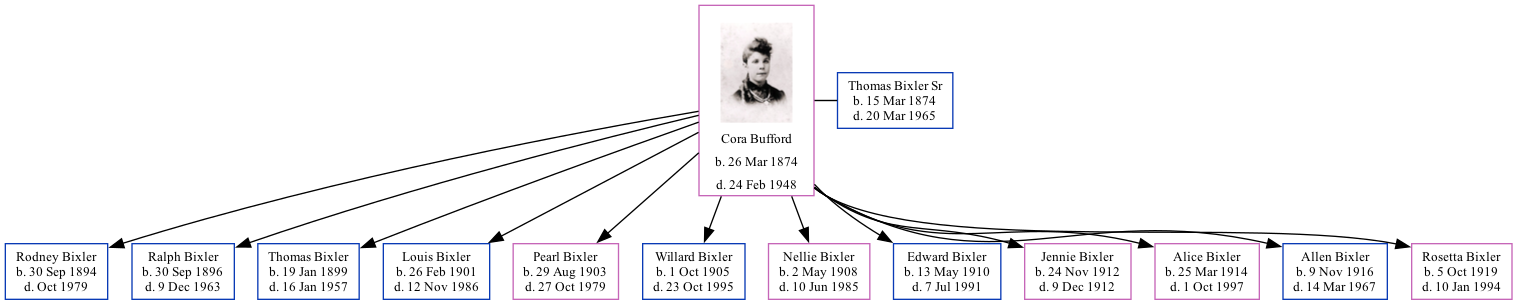 Cora Bufford
b. 26 Mar 1874
d. 24 Feb 1948
Thomas Bixler Sr
b. 15 Mar 1874
d. 20 Mar 1965
Rodney Bixler
b. 30 Sep 1894
d. Oct 1979
Ralph Bixler
b. 30 Sep 1896
d. 9 Dec 1963
Thomas Bixler
b. 19 Jan 1899
d. 16 Jan 1957
Louis Bixler
b. 26 Feb 1901
d. 12 Nov 1986
Pearl Bixler
b. 29 Aug 1903
d. 27 Oct 1979
Willard Bixler
b. 1 Oct 1905
d. 23 Oct 1995
Nellie Bixler
b. 2 May 1908
d. 10 Jun 1985
Edward Bixler
b. 13 May 1910
d. 7 Jul 1991
Jennie Bixler
b. 24 Nov 1912
d. 9 Dec 1912
Alice Bixler
b. 25 Mar 1914
d. 1 Oct 1997
Allen Bixler
b. 9 Nov 1916
d. 14 Mar 1967
Rosetta Bixler
b. 5 Oct 1919
d. 10 Jan 1994